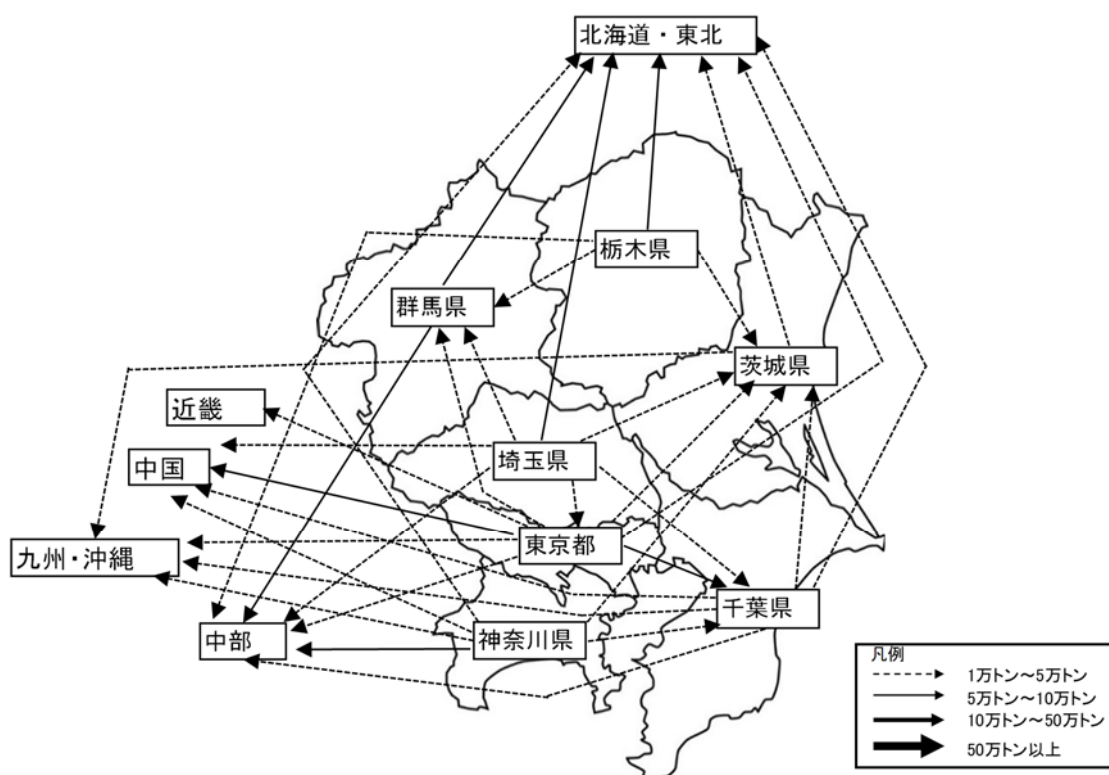 北海道・東北
栃木県
群馬県
茨城県
近畿
埼玉県
中国
東京都
九州・沖縄
千葉県
中部
神奈川県
凡例
1万トン～5万トン
5万トン～10万トン
10万トン～50万トン
50万トン以上